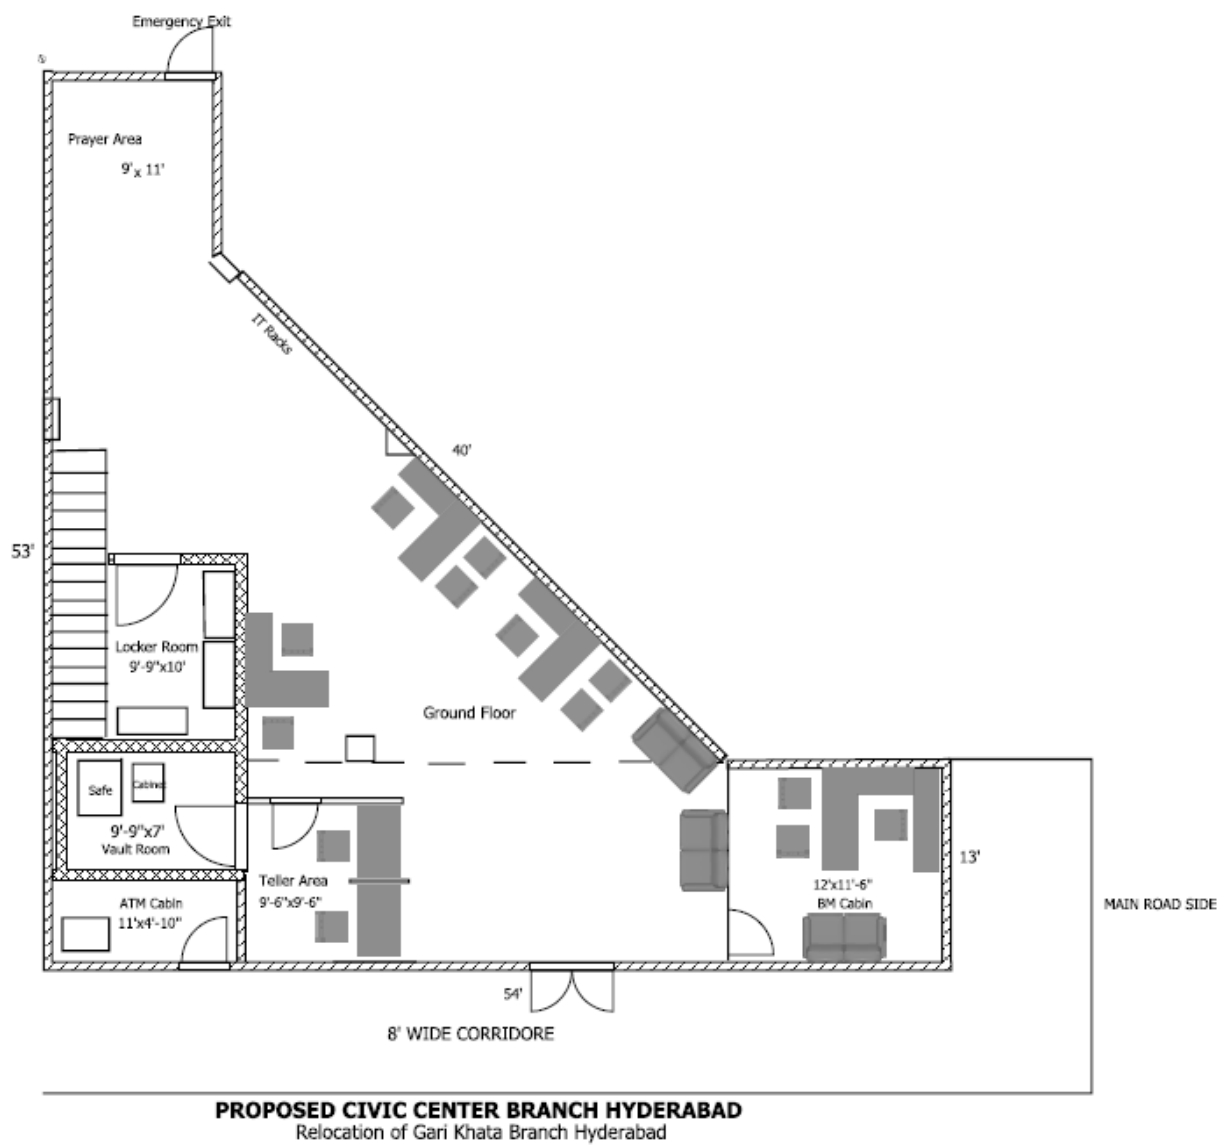 Emergency Exit
Prayer Area
9' x 11'
IT Racks
40'
53'
Locker Room
9'-9"x10'
Ground Floor
Safe
Cabinet
9'-9"x7'
Vault Room
13'
Teller Area
9'-6"x9'-6"
12'x11'-6"
BM Cabin
ATM Cabin
11'x4'-10"
MAIN ROAD SIDE
54'
8' WIDE CORRIDORE
PROPOSED CIVIC CENTER BRANCH HYDERABAD
Relocation of Gari Khata Branch Hyderabad